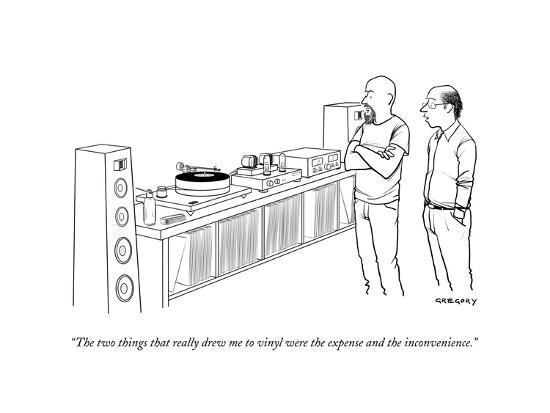 GREGORY
“The two things that really drew me to vinyl were the expense and the inconvenience.”